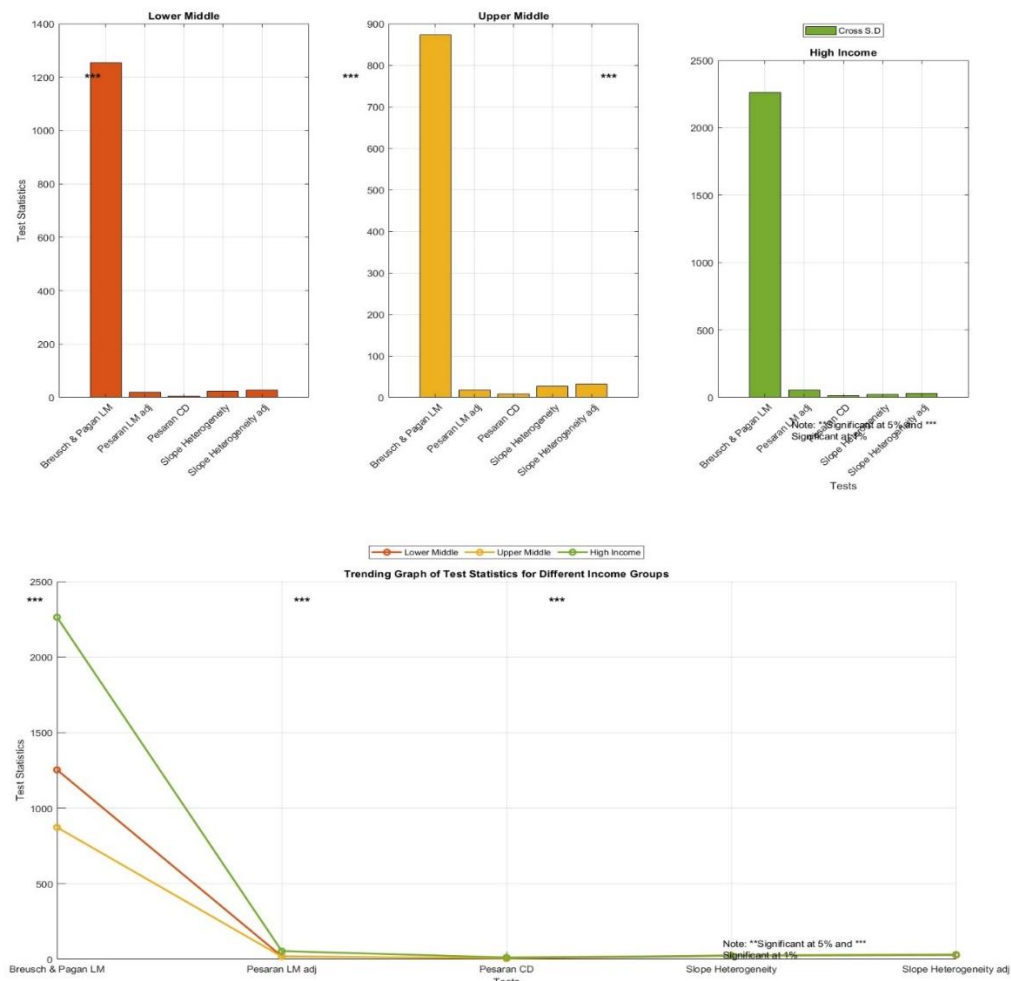 Lower Middle
1400
1200
1000
800
600
400
200
0
Test Statistics
***
Breusch & Pagan LM
Pesaran LM adj
Pesaran CD
Slope Heterogeneity
Slope Heterogeneity adj
Upper Middle
900
800
700
600
500
400
300
200
100
0
***
***
Breusch & Pagan LM
Pesaran LM adj
Pesaran CD
Slope Heterogeneity
Slope Heterogeneity adj
Cross S.D
High Income
2500
2000
1500
1000
500
0
Breusch & Pagan LM
Pesaran LM adj
Pesaran CD
Slope Heterogeneity
Slope Heterogeneity adj
Note: **Significant at 5% and ***
Significant at 1%
Tests
Lower Middle Upper Middle High Income
Trending Graph of Test Statistics for Different Income Groups
2500
2000
1500
1000
500
0
Test Statistics
*** *** ***
Note: **Significant at 5% and ***
Significant at 1%
Breusch & Pagan LM Pesaran LM adj Pesaran CD Slope Heterogeneity Slope Heterogeneity adj
Tests